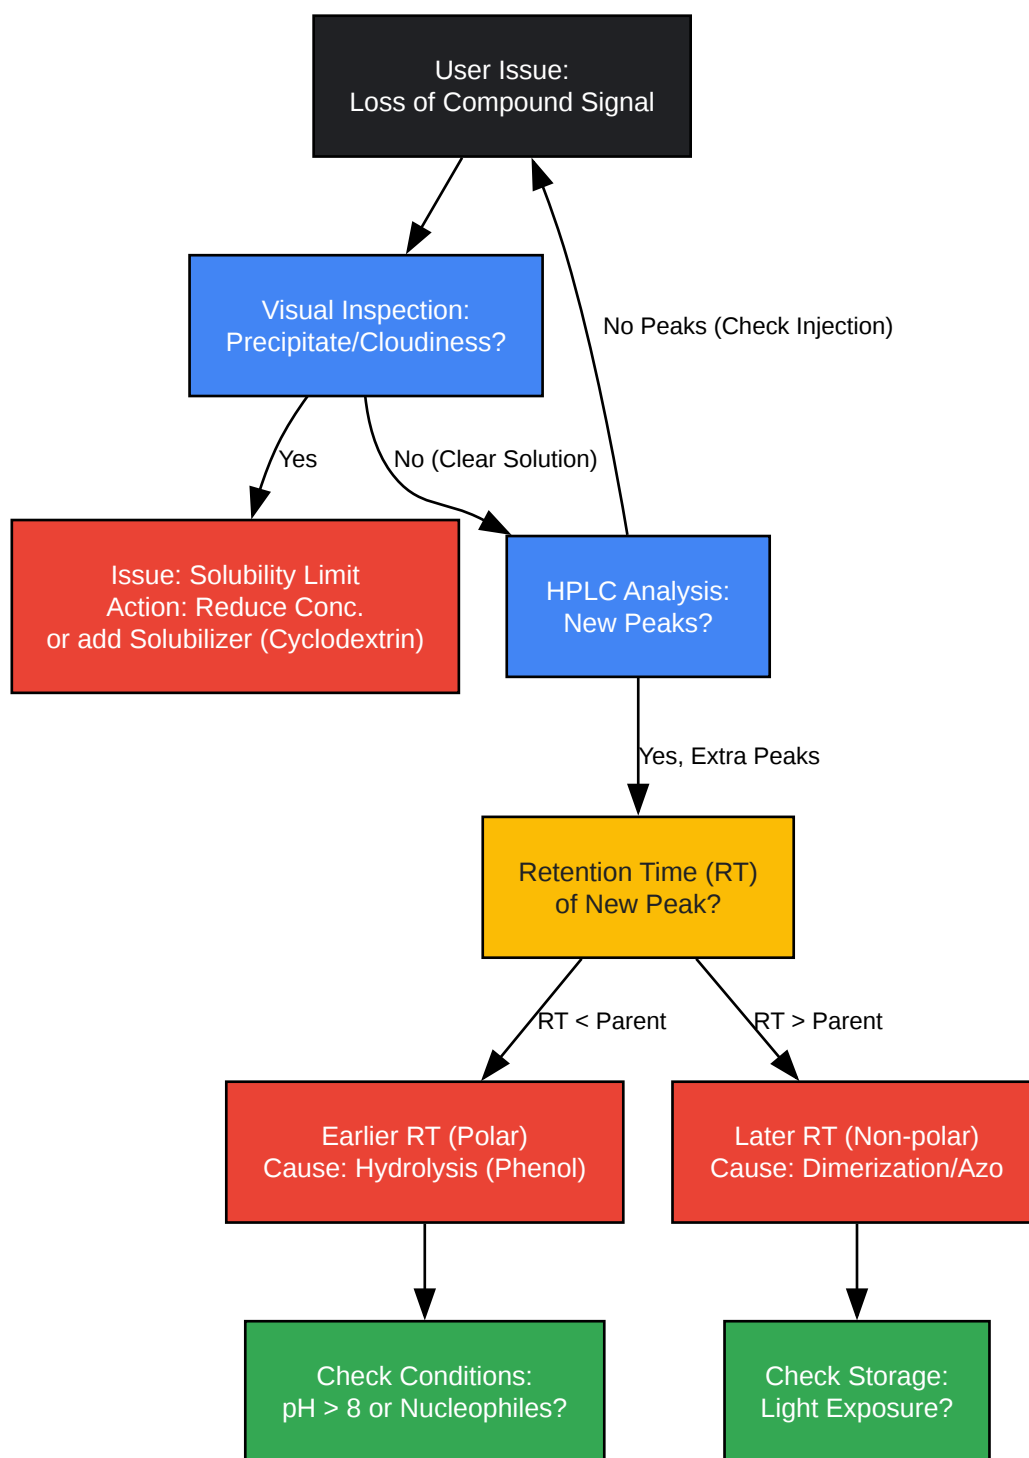 User Issue:
Loss of Compound Signal
Visual Inspection:
Precipitate/Cloudiness?
No Peaks (Check Injection)
Yes
No (Clear Solution)
Issue: Solubility Limit
Action: Reduce Conc.
or add Solubilizer (Cyclodextrin)
HPLC Analysis:
New Peaks?
Yes, Extra Peaks
Retention Time (RT)
of New Peak?
RT < Parent
RT > Parent
Earlier RT (Polar)
Cause: Hydrolysis (Phenol)
Later RT (Non-polar)
Cause: Dimerization/Azo
Check Conditions:
pH > 8 or Nucleophiles?
Check Storage:
Light Exposure?